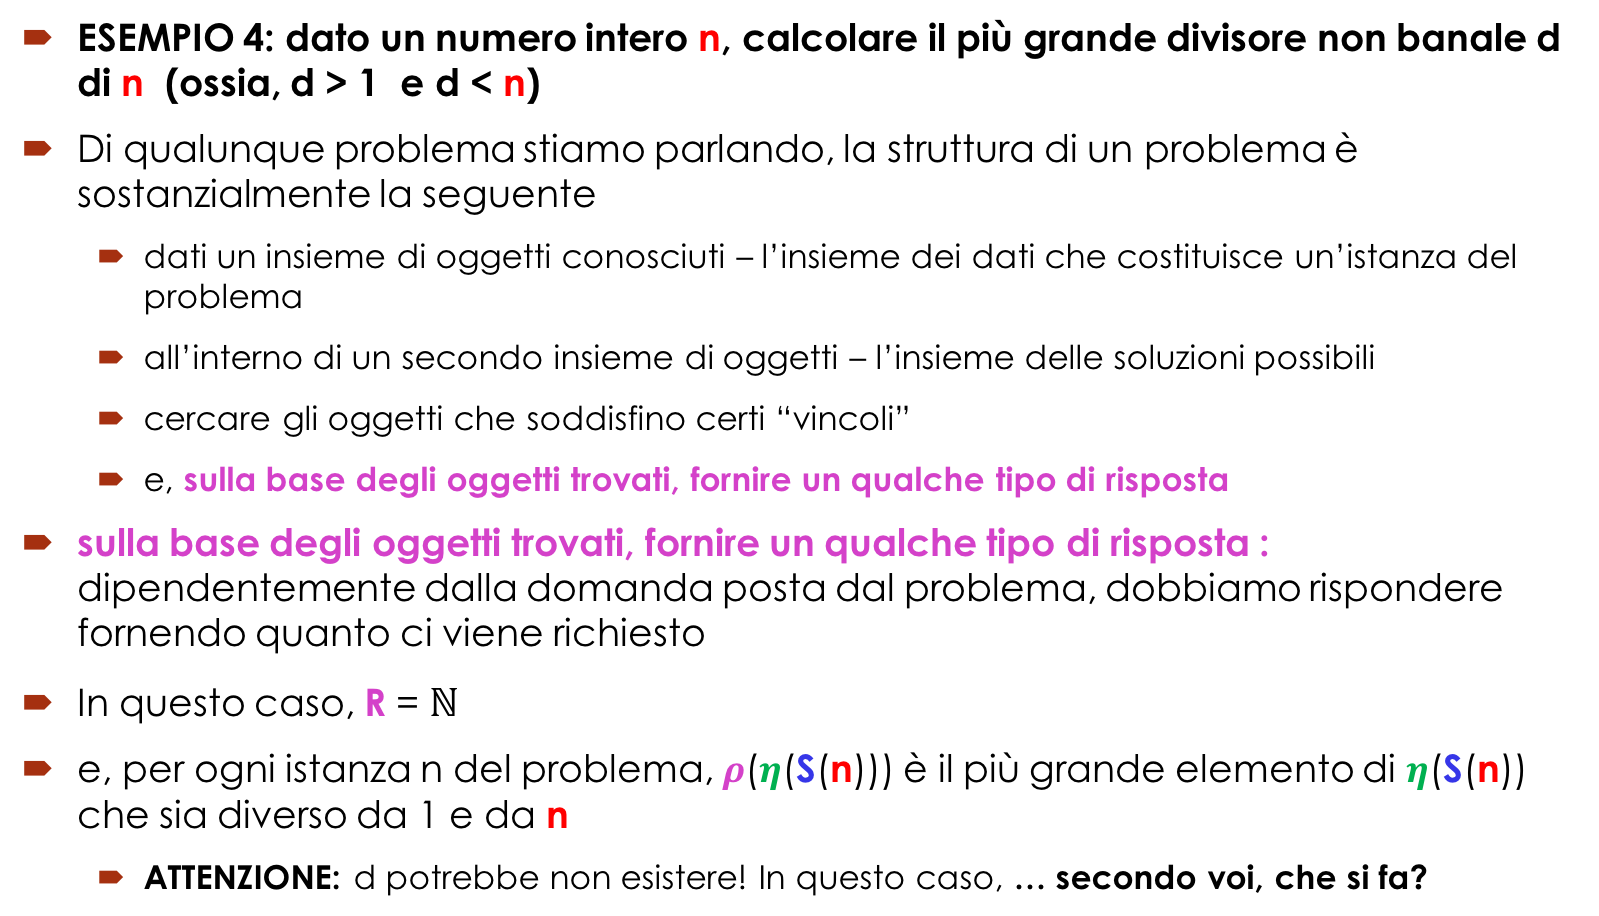 ESEMPIO 4: dato un numero intero n, calcolare il più grande divisore non banale d
di n (ossia, d > 1 e d < n)
Di qualunque problema stiamo parlando, la struttura di un problema è
sostanzialmente la seguente
dati un insieme di oggetti conosciuti – l’insieme dei dati che costituisce un’istanza del
problema
all’interno di un secondo insieme di oggetti – l’insieme delle soluzioni possibili
cercare gli oggetti che soddisfino certi “vincoli”
e, sulla base degli oggetti trovati, fornire un qualche tipo di risposta
sulla base degli oggetti trovati, fornire un qualche tipo di risposta :
dipendentemente dalla domanda posta dal problema, dobbiamo rispondere
fornendo quanto ci viene richiesto
In questo caso, R = ℕ
e, per ogni istanza n del problema, ρ(η(S(n))) è il più grande elemento di η(S(n))
che sia diverso da 1 e da n
ATTENZIONE: d potrebbe non esistere! In questo caso, … secondo voi, che si fa?